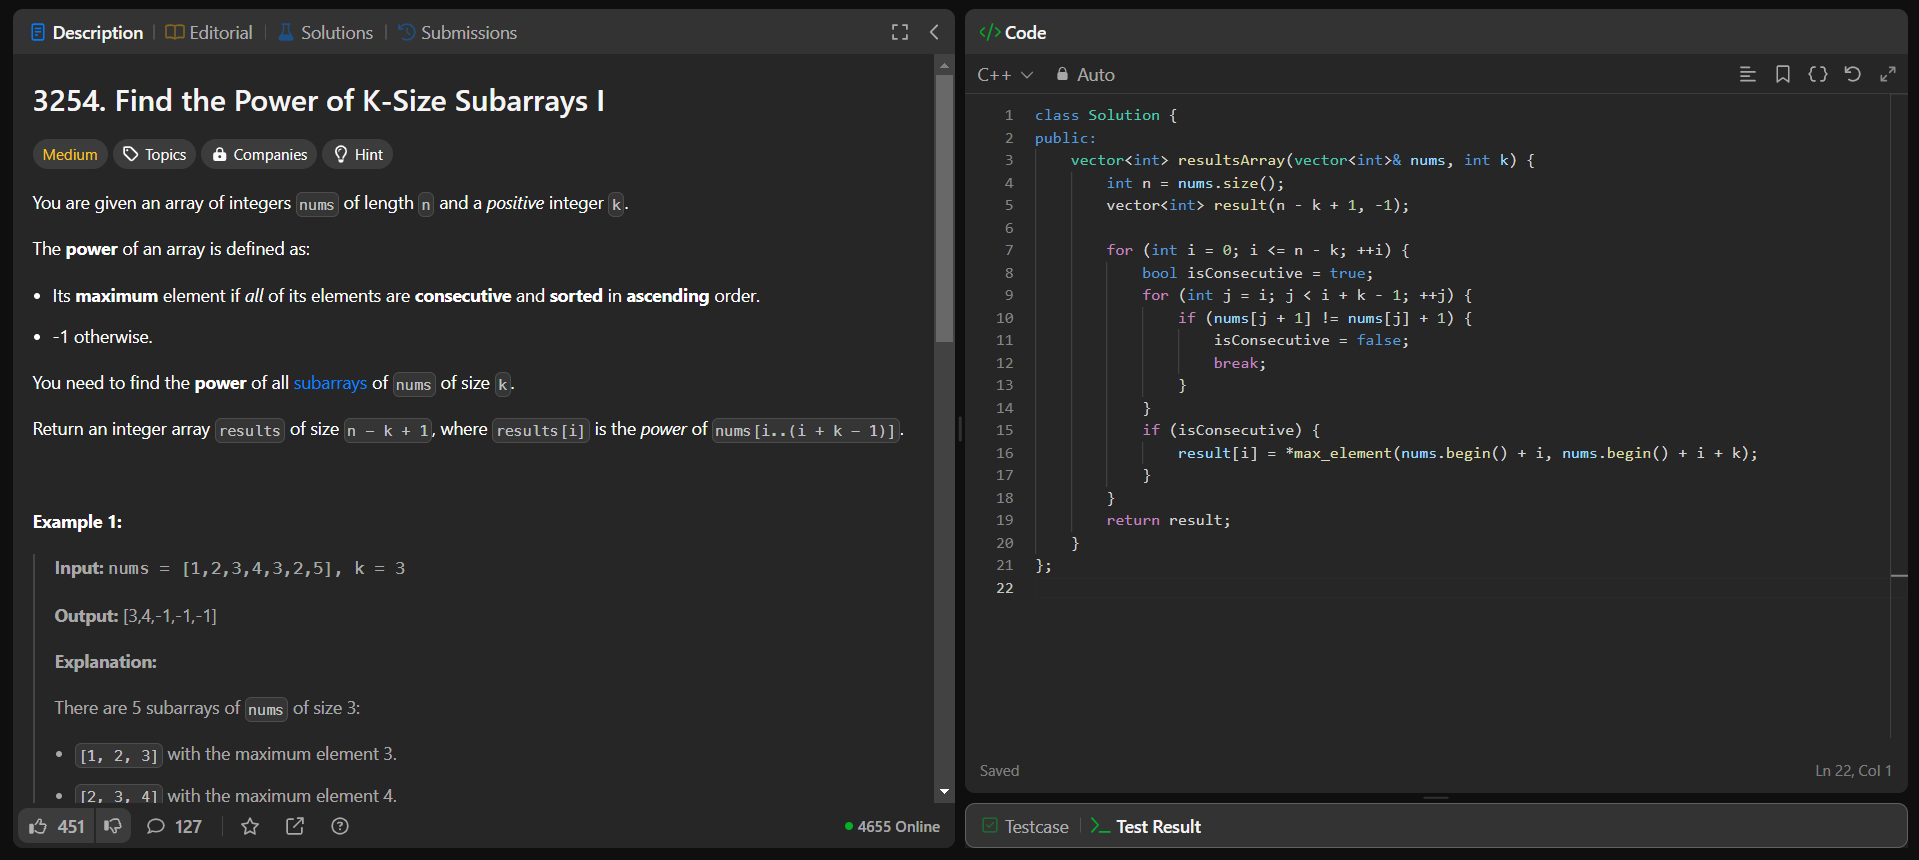 Description | Editorial | Solutions | Submissions
3254. Find the Power of K-Size Subarrays I
Medium Topics Companies Hint
You are given an array of integers nums of length n and a positive integer k.
The power of an array is defined as:
• Its maximum element if all of its elements are consecutive and sorted in ascending order.
• -1 otherwise.
You need to find the power of all subarrays of nums of size k.
Return an integer array results of size n - k + 1, where results[i] is the power of nums[i..(i + k - 1)].
Example 1:
Input: nums = [1,2,3,4,3,2,5], k = 3
Output: [3,4,-1,-1,-1]
Explanation:
There are 5 subarrays of nums of size 3:
• [1, 2, 3] with the maximum element 3.
• [2, 3, 4] with the maximum element 4.
451 127
4655 Online
</> Code
C++ Auto
1 class Solution {
2 public:
3     vector<int> resultsArray(vector<int>& nums, int k) {
4         int n = nums.size();
5         vector<int> result(n - k + 1, -1);
6
7         for (int i = 0; i <= n - k; ++i) {
8             bool isConsecutive = true;
9             for (int j = i; j < i + k - 1; ++j) {
10                 if (nums[j + 1] != nums[j] + 1) {
11                     isConsecutive = false;
12                     break;
13                 }
14             }
15             if (isConsecutive) {
16                 result[i] = *max_element(nums.begin() + i, nums.begin() + i + k);
17             }
18         }
19         return result;
20     }
21 };
22
Saved Ln 22, Col 1
Testcase | >_ Test Result